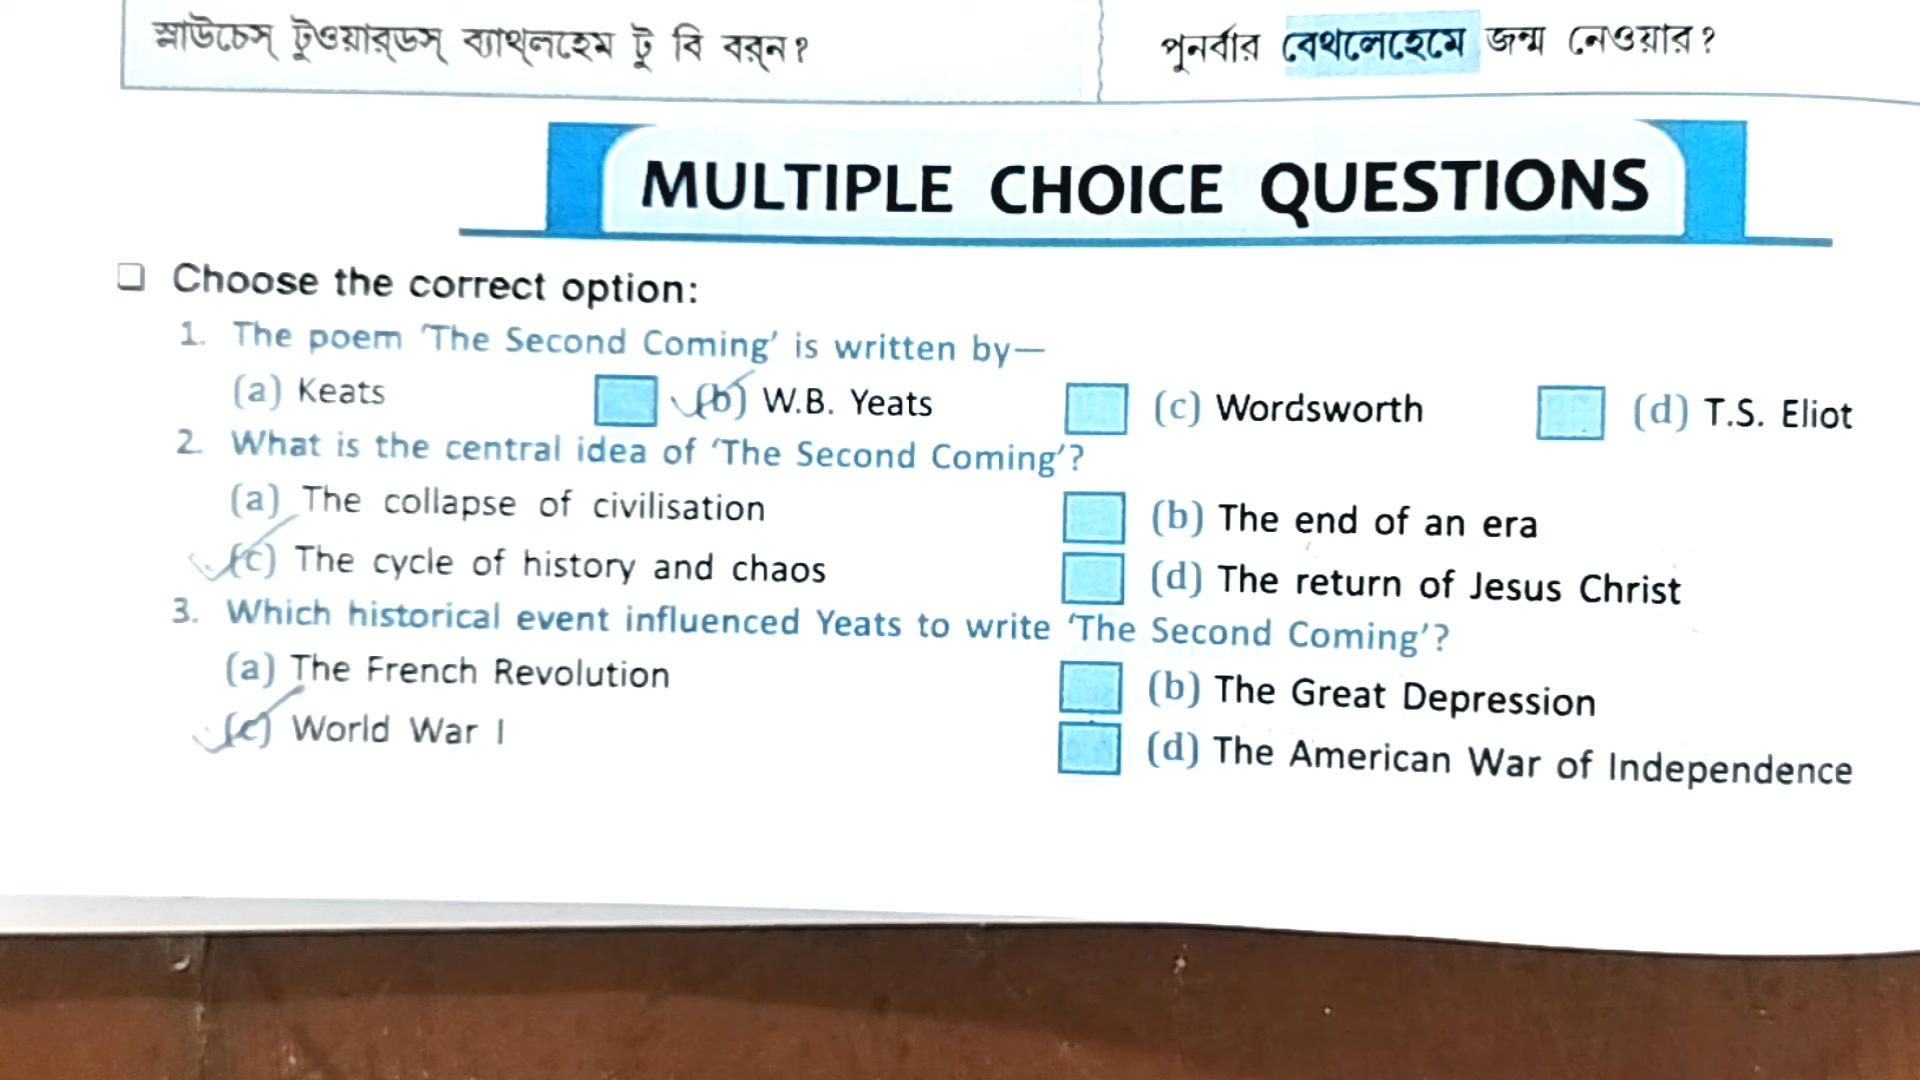 স্লাউচেস্ টুওয়ার্ডস্ ব্যাথ্লহেম টু বি বর্ন?
পুনর্বার বেথলেহেমে জন্ম নেওয়ার?
MULTIPLE CHOICE QUESTIONS
❑ Choose the correct option:
1. The poem ‘The Second Coming’ is written by—
(a) Keats (b) W.B. Yeats (c) Wordsworth (d) T.S. Eliot
2. What is the central idea of ‘The Second Coming’?
(a) The collapse of civilisation (b) The end of an era
(c) The cycle of history and chaos (d) The return of Jesus Christ
3. Which historical event influenced Yeats to write ‘The Second Coming’?
(a) The French Revolution (b) The Great Depression
(c) World War I (d) The American War of Independence